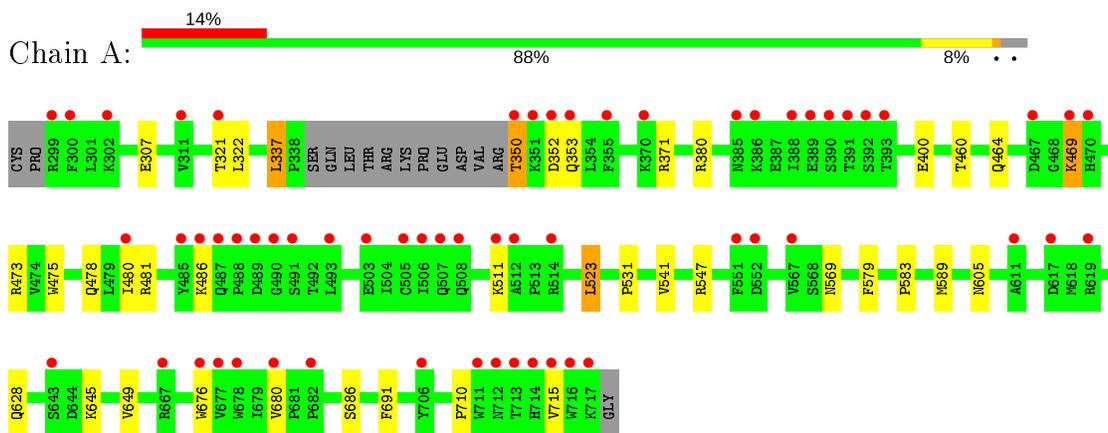 14%
Chain A:
88% 8% • •
CYS PRO R299 F300 L301 K302 E307 V311 T321 L322 L337 P338 SER GLN LEU THR ARG LYS PRO GLU ASP VAL ARG T350 K351 D352 Q353 L354 F355 K370 R371 R380 N385 K386 E387 I388 E389 S390 T391 S392 T393 E400 T460 Q464 D467 G468 K469 H470
R473 V474 W475 Q478 L479 I480 R481 Y485 K486 Q487 P488 D489 G490 S491 T492 L493 E503 I504 C505 I506 Q507 Q508 K511 A512 P513 R514 L523 P531 V541 R547 F551 D552 V567 S568 N569 F579 P583 M589 N605 A611 D617 M618 R619
Q628 S643 D644 K645 V649 R667 W676 V677 W678 I679 V680 P681 P682 S686 F691 Y706 P710 W711 N712 T713 H714 V715 W716 K717 GLY